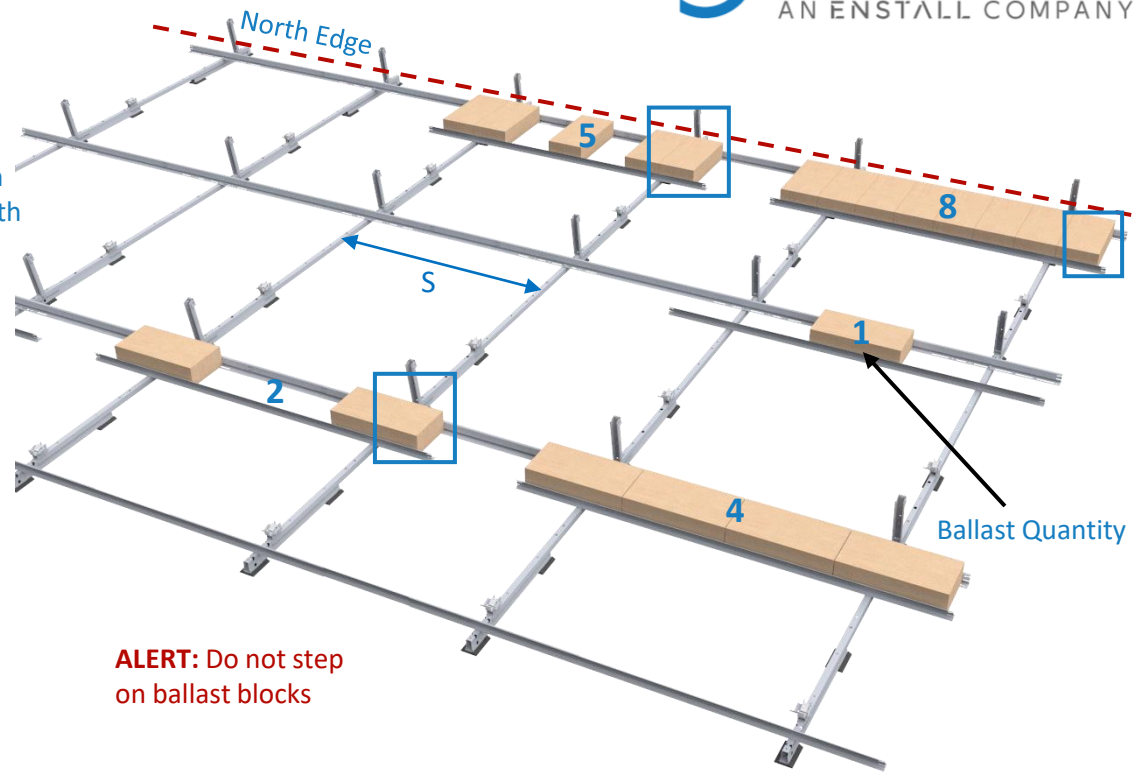 AN ENSTALL COMPANY
North Edge
5
8
th
S
1
2
4
Ballast Quantity
ALERT: Do not step
on ballast blocks